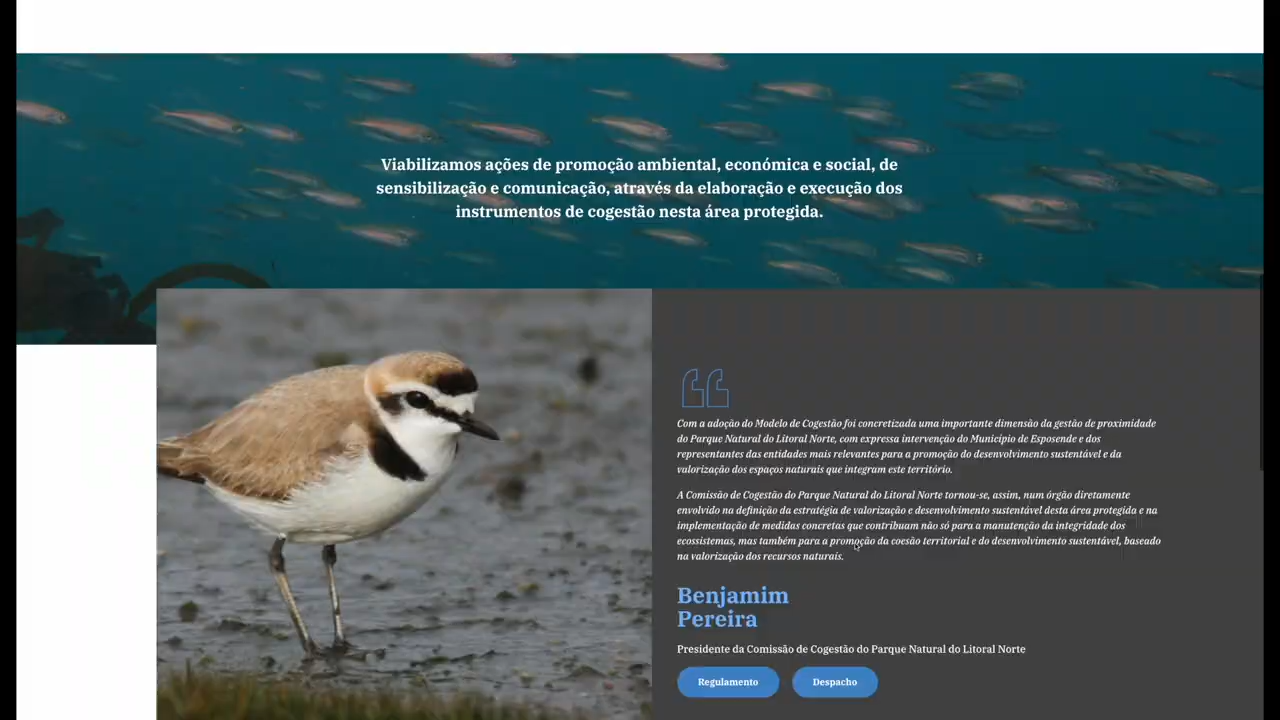 Viabilizamos ações de promoção ambiental, económica e social, de
sensibilização e comunicação, através da elaboração e execução dos
instrumentos de cogestão nesta área protegida.
Com a adoção do Modelo de Cogestão foi concretizada uma importante dimensão da gestão de proximidade
do Parque Natural do Litoral Norte, com expressa intervenção do Município de Esposende e dos
representantes das entidades mais relevantes para a promoção do desenvolvimento sustentável e da
valorização dos espaços naturais que integram este território.
A Comissão de Cogestão do Parque Natural do Litoral Norte tornou-se, assim, num órgão diretamente
envolvido na definição da estratégia de valorização e desenvolvimento sustentável desta área protegida e na
implementação de medidas concretas que contribuam não só para a manutenção da integridade dos
ecossistemas, mas também para a promoção da coesão territorial e do desenvolvimento sustentável, baseado
na valorização dos recursos naturais.
Benjamim
Pereira
Presidente da Comissão de Cogestão do Parque Natural do Litoral Norte
Regulamento Despacho